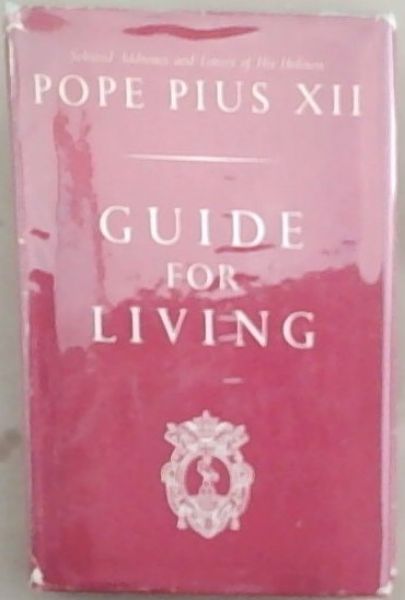 Selected Addresses and Letters of His Holiness
POPE PIUS XII
GUIDE
FOR
LIVING